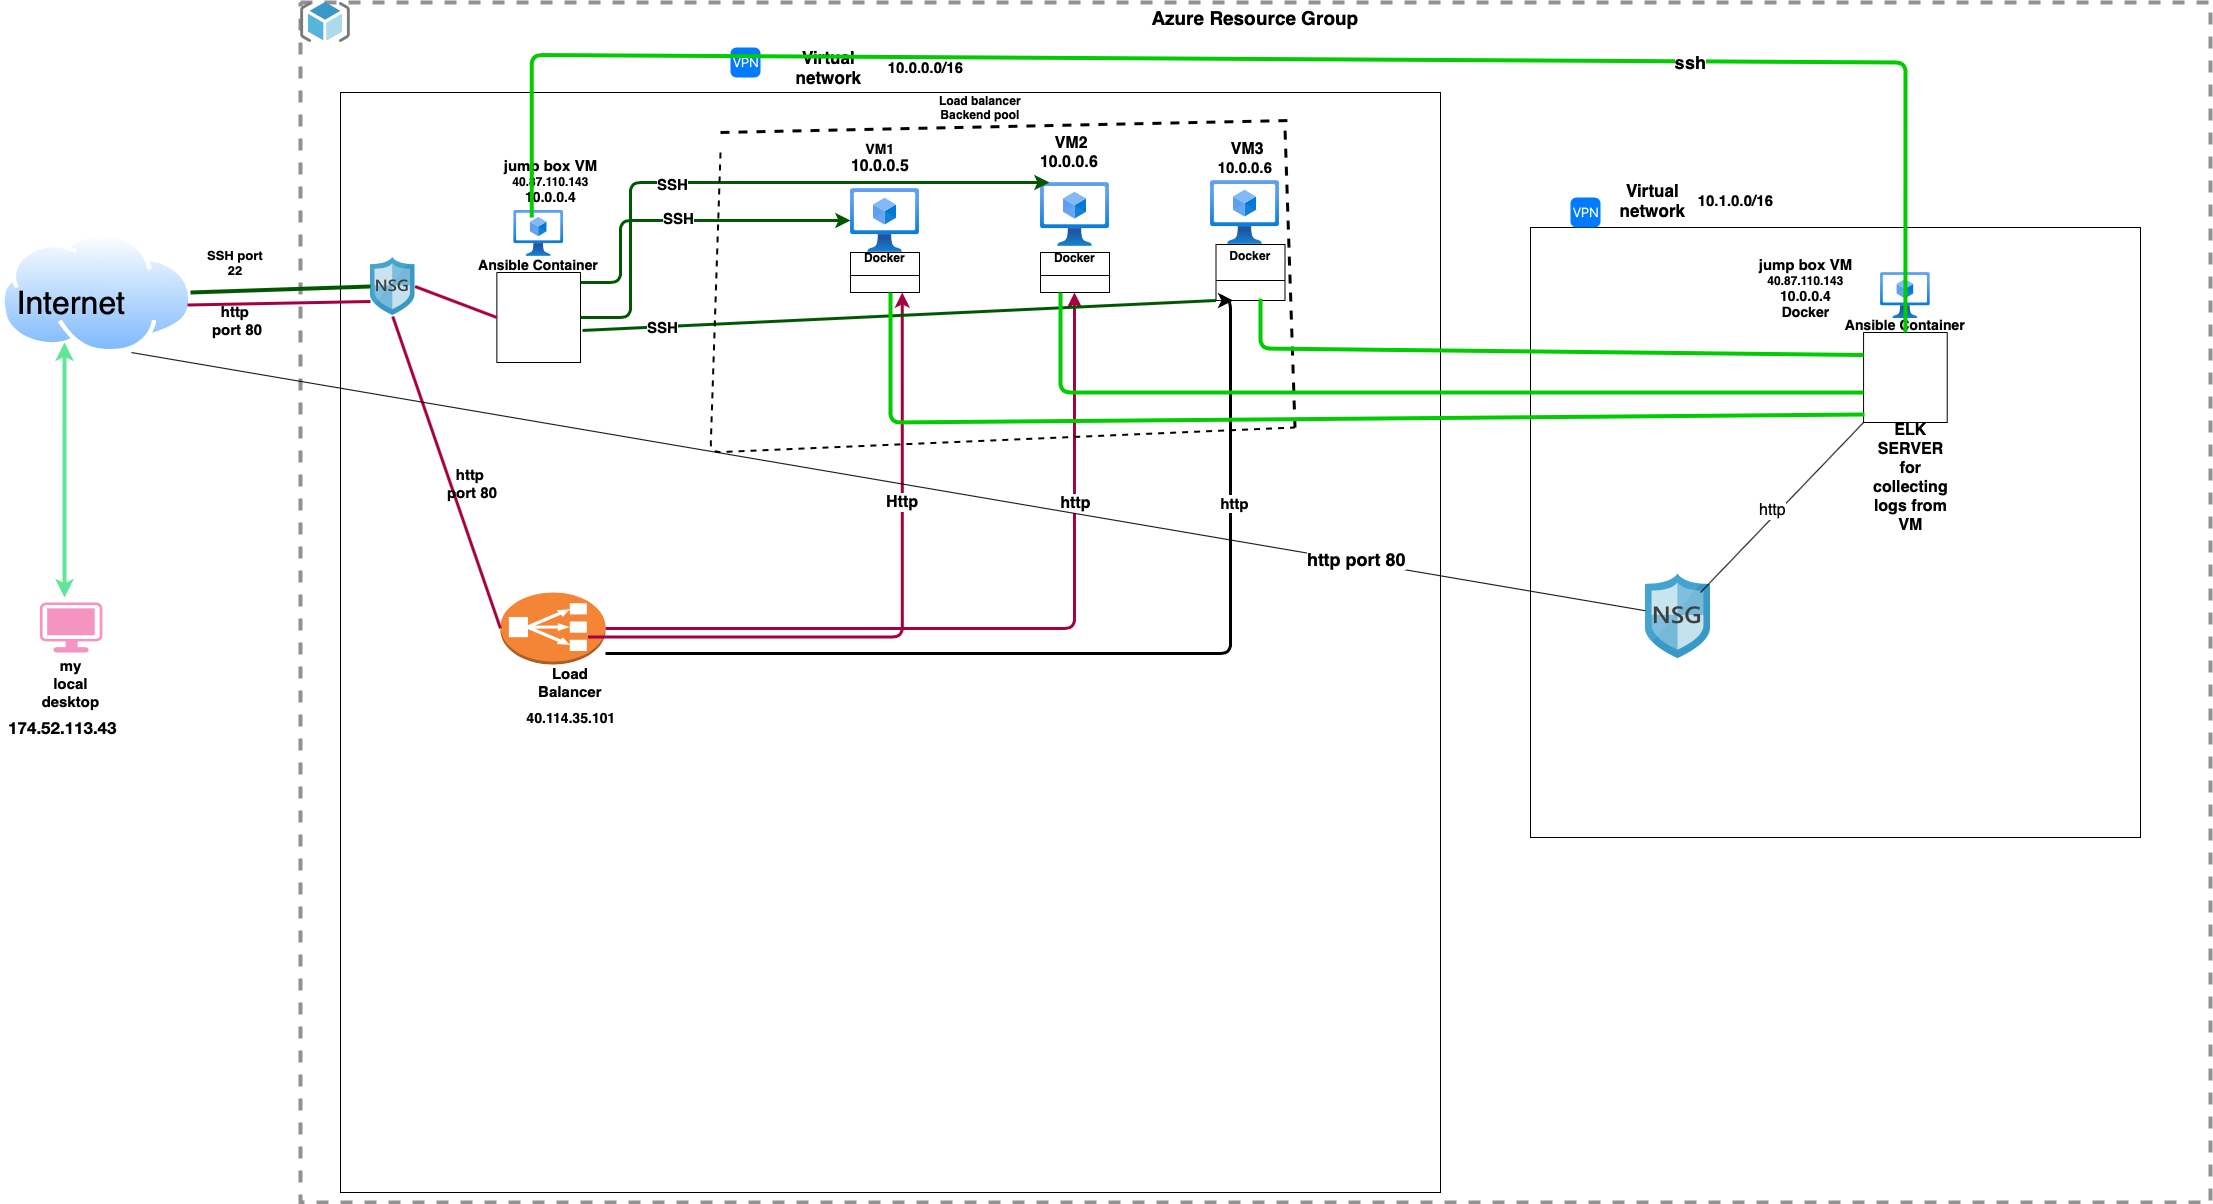 Azure Resource Group
VPN
Virtual
network
10.0.0.0/16
ssh
Load balancer
Backend pool
VM1
10.0.0.5
VM2
10.0.0.6
VM3
10.0.0.6
jump box VM
40.87.110.143
10.0.0.4
Ansible Container
SSH
SSH
SSH
Docker
Docker
Docker
VPN
Virtual
network
10.1.0.0/16
jump box VM
40.87.110.143
10.0.0.4
Docker
Ansible Container
ELK
SERVER
for
collecting
logs from
VM
Internet
SSH port
22
http
port 80
NSG
http
port 80
Http
http
http
http port 80
http
NSG
Load
Balancer
40.114.35.101
my
local
desktop
174.52.113.43